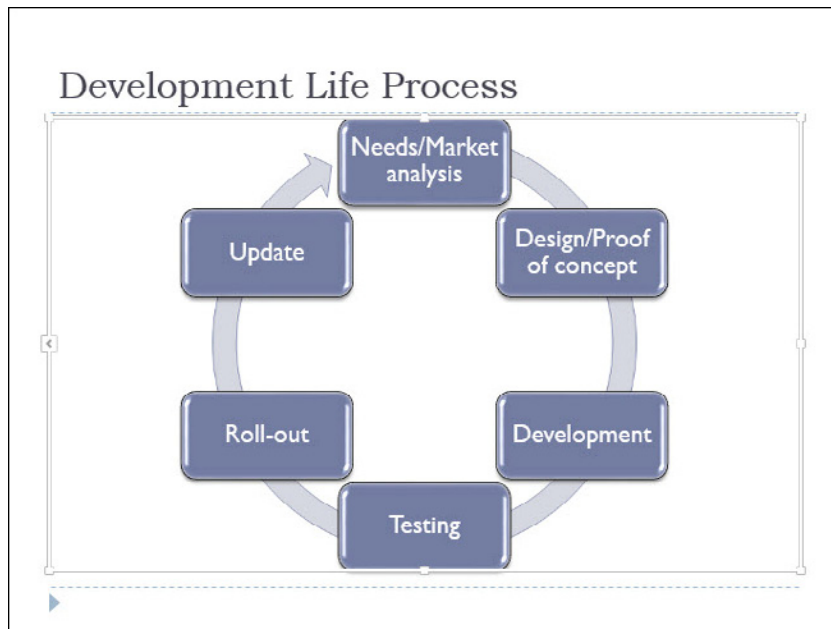 Development Life Process
Needs/Market
analysis
Design/Proof
of concept
Development
Testing
Roll-out
Update